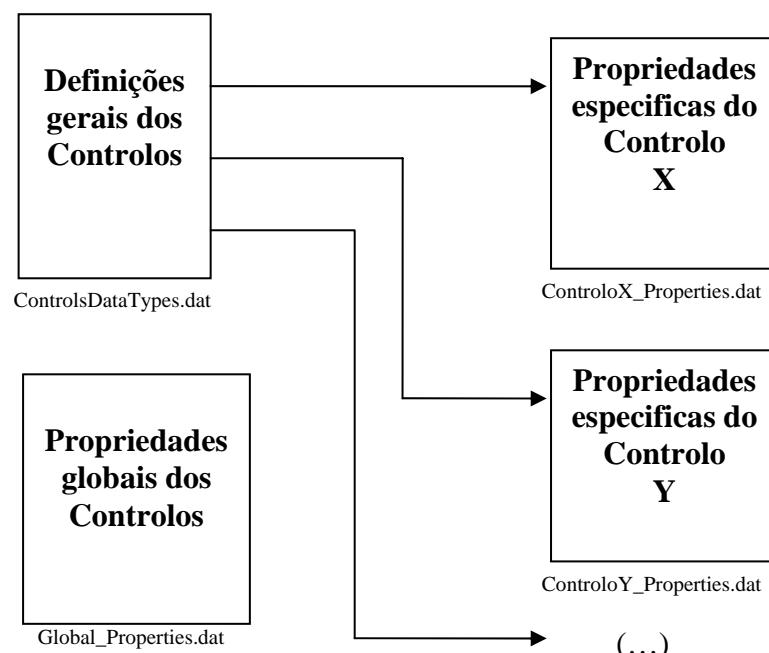 Definições
gerais dos
Controlos
ControlsDataTypes.dat
Propriedades
especificas do
Controlo
X
ControloX_Properties.dat
Propriedades
globais dos
Controlos
Global_Properties.dat
Propriedades
especificas do
Controlo
Y
ControloY_Properties.dat
(…)